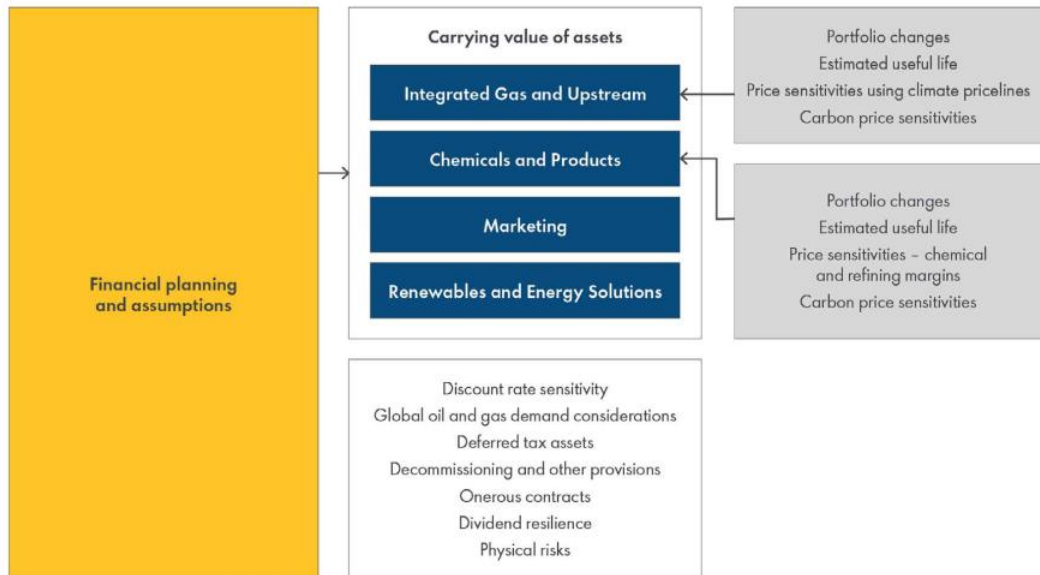 Financial planning
and assumptions
Carrying value of assets
Integrated Gas and Upstream
Chemicals and Products
Marketing
Renewables and Energy Solutions
Portfolio changes
Estimated useful life
Price sensitivities using climate pricelines
Carbon price sensitivities
Portfolio changes
Estimated useful life
Price sensitivities – chemical
and refining margins
Carbon price sensitivities
Discount rate sensitivity
Global oil and gas demand considerations
Deferred tax assets
Decommissioning and other provisions
Onerous contracts
Dividend resilience
Physical risks